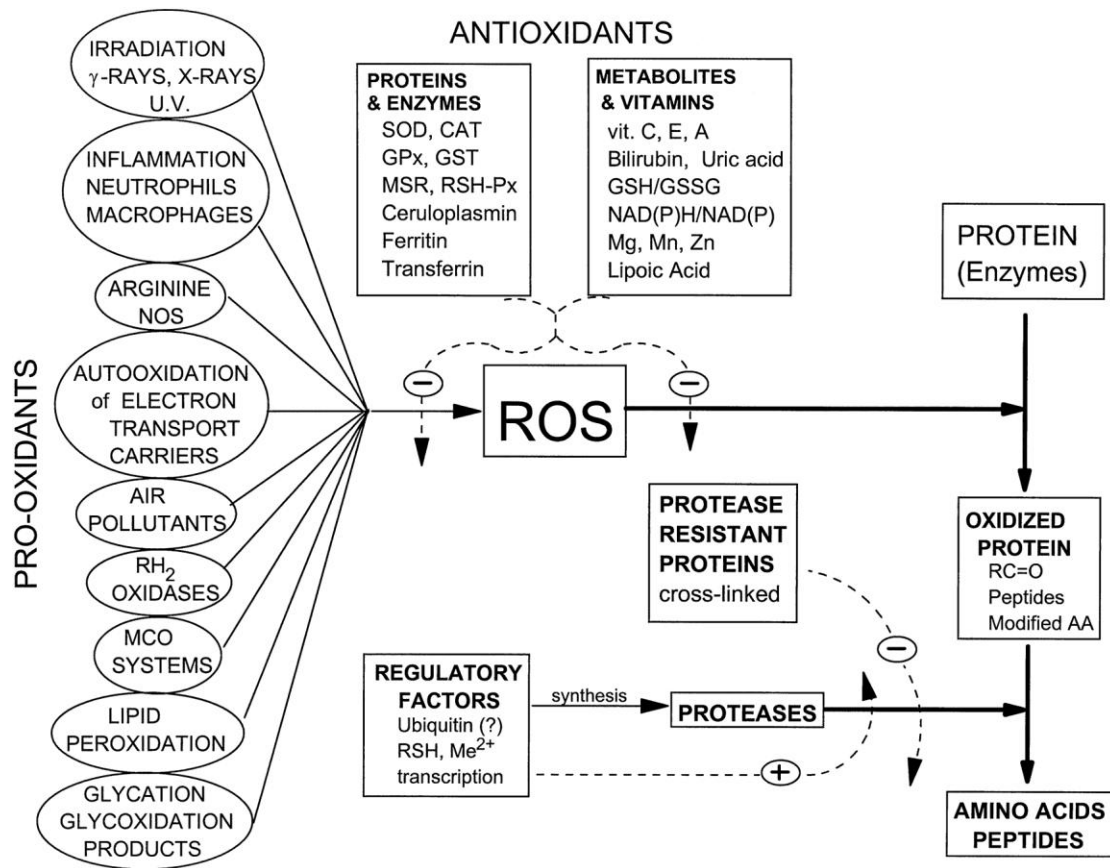 PRO-OXIDANTS
IRRADIATION
γ-RAYS, X-RAYS
U.V.
INFLAMMATION
NEUTROPHILS
MACROPHAGES
ARGININE
NOS
AUTOOXIDATION
of ELECTRON
TRANSPORT
CARRIERS
AIR
POLLUTANTS
RH₂
OXIDASES
MCO
SYSTEMS
LIPID
PEROXIDATION
GLYCATION
GLYCOXIDATION
PRODUCTS
ANTIOXIDANTS
PROTEINS
& ENZYMES
SOD, CAT
GPx, GST
MSR, RSH-Px
Ceruloplasmin
Ferritin
Transferrin
METABOLITES
& VITAMINS
vit. C, E, A
Bilirubin, Uric acid
GSH/GSSG
NAD(P)H/NAD(P)
Mg, Mn, Zn
Lipoic Acid
−
−
ROS
PROTEIN
(Enzymes)
PROTEASE
RESISTANT
PROTEINS
cross-linked
−
OXIDIZED
PROTEIN
RC=O
Peptides
Modified AA
REGULATORY
FACTORS
Ubiquitin (?)
RSH, Me²⁺
transcription
synthesis
PROTEASES
+
AMINO ACIDS
PEPTIDES